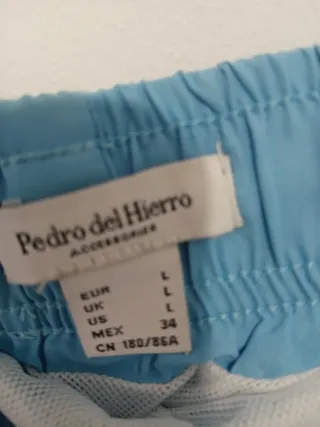 Pedro del Hierro
ACCESSORIES
EUR L
UK L
US L
MEX 34
CN 180/86A